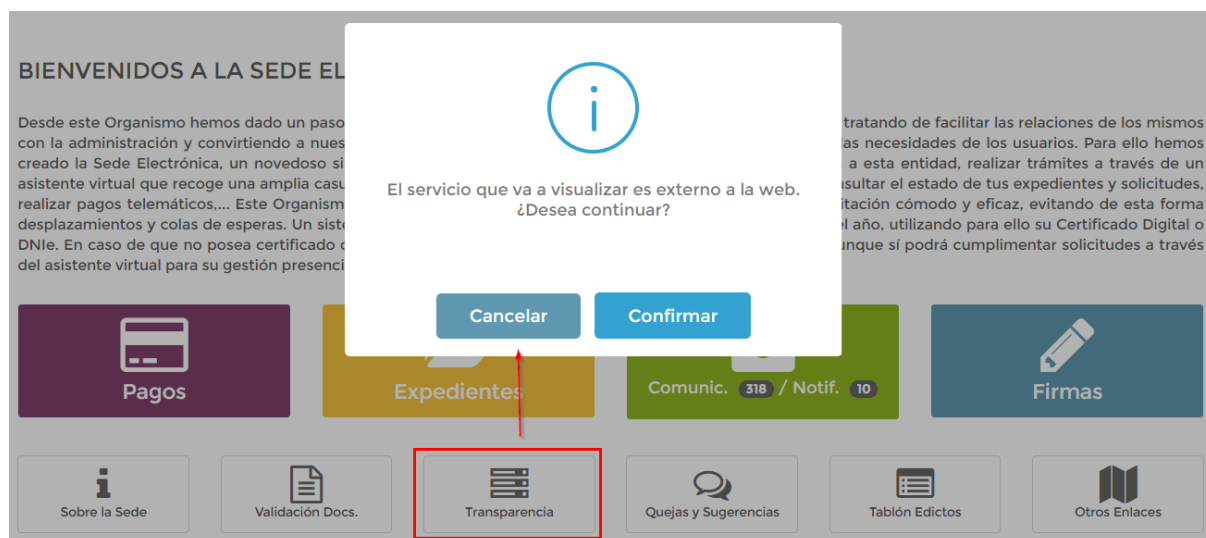 BIENVENIDOS A LA SEDE EL
Desde este Organismo hemos dado un paso
con la administración y convirtiendo a nues
creado la Sede Electrónica, un novedoso si
asistente virtual que recoge una amplia casu
realizar pagos telemáticos,... Este Organism
desplazamientos y colas de esperas. Un siste
DNIe. En caso de que no posea certificado
del asistente virtual para su gestión presenci
tratando de facilitar las relaciones de los mismos
las necesidades de los usuarios. Para ello hemos
a esta entidad, realizar trámites a través de un
nsultar el estado de tus expedientes y solicitudes,
itación cómodo y eficaz, evitando de esta forma
el año, utilizando para ello su Certificado Digital o
unque sí podrá cumplimentar solicitudes a través
El servicio que va a visualizar es externo a la web.
¿Desea continuar?
Cancelar
Confirmar
Pagos
Expedientes
Comunic. 318 / Notif. 10
Firmas
Sobre la Sede
Validación Docs.
Transparencia
Quejas y Sugerencias
Tablón Edictos
Otros Enlaces